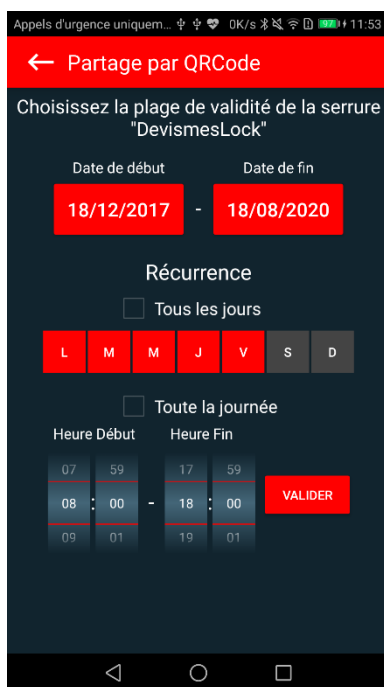 Appels d'urgence uniquem... 0K/s 97 11:53
Partage par QRCode
Choisissez la plage de validité de la serrure
"DevismesLock"
Date de début Date de fin
18/12/2017 - 18/08/2020
Récurrence
Tous les jours
L M M J V S D
Toute la journée
Heure Début Heure Fin
07 59 17 59
08 : 00 - 18 : 00 VALIDER
09 01 19 01